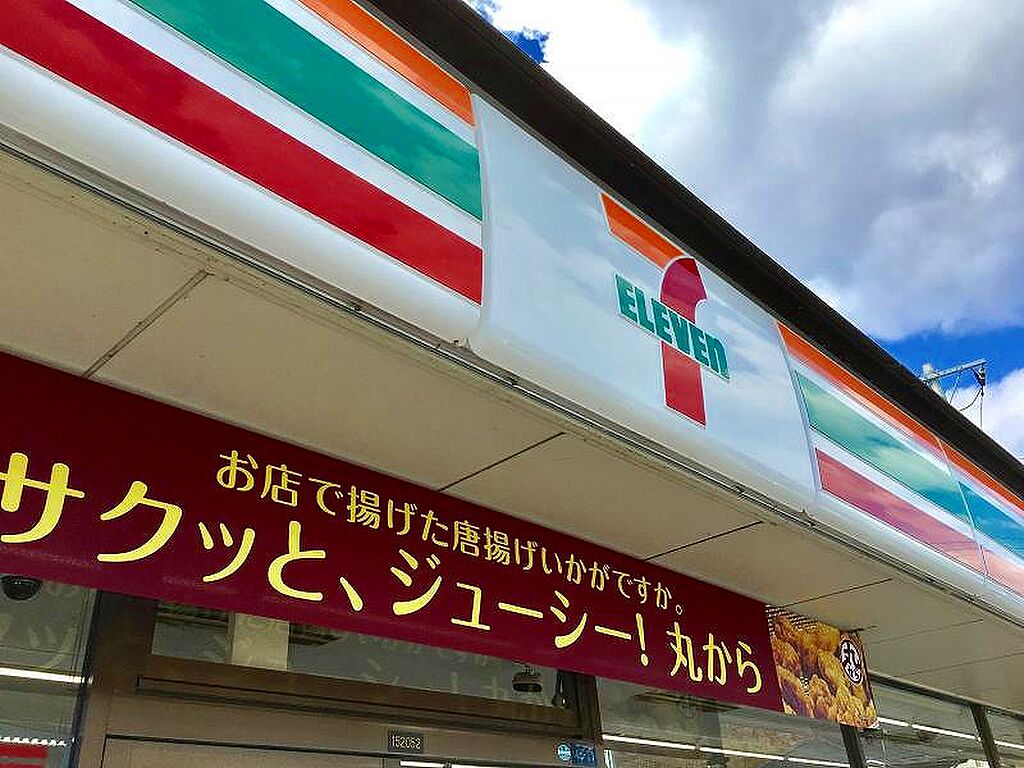 7
ELEVEn
お店で揚げた唐揚げいかがですか。
サクッと、ジューシー！丸から
152052